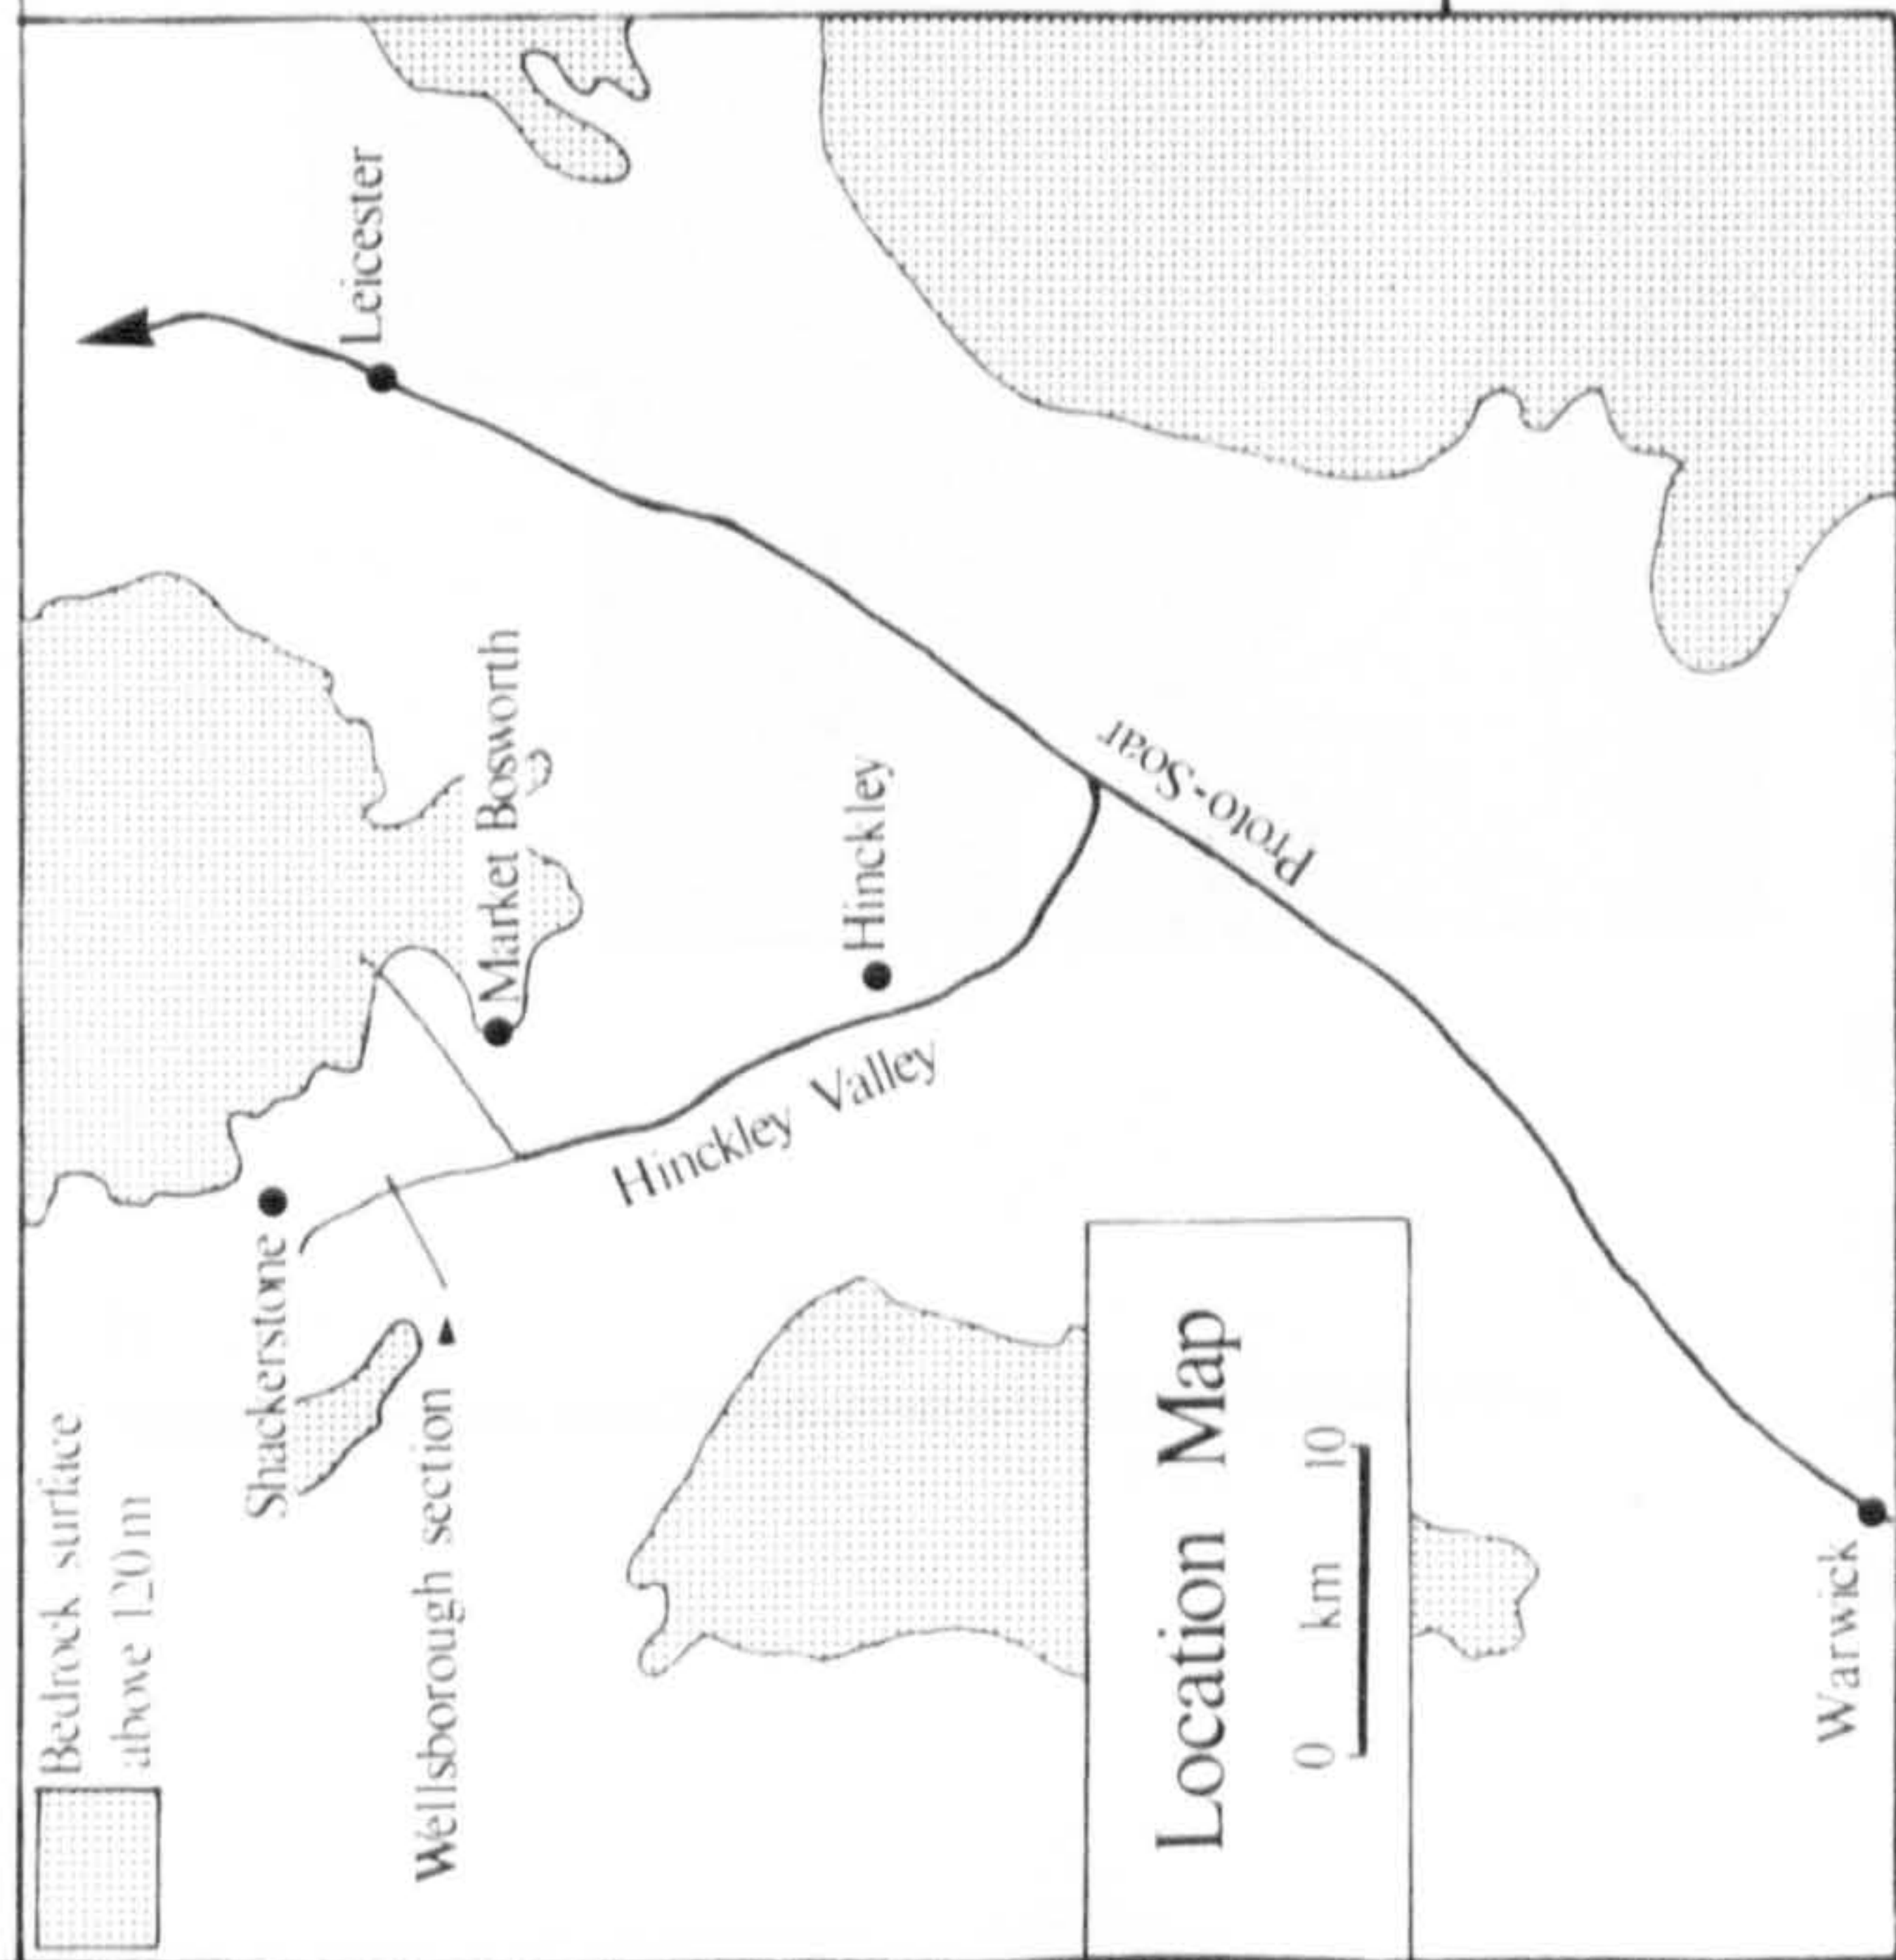 Bedrock surface
above 120m
Shackerstone
Wellsborough section
Market Bosworth
Leicester
Hinckley
Hinckley Valley
Proto-Soar
Location Map
0 km 10
Warwick